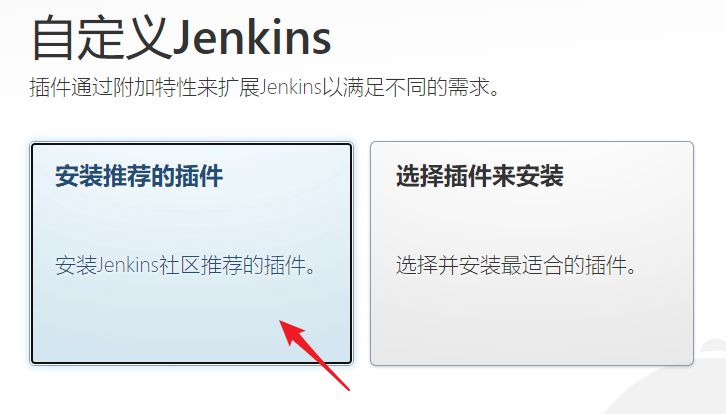 自定义Jenkins
插件通过附加特性来扩展Jenkins以满足不同的需求。
安装推荐的插件
安装Jenkins社区推荐的插件。
选择插件来安装
选择并安装最适合的插件。